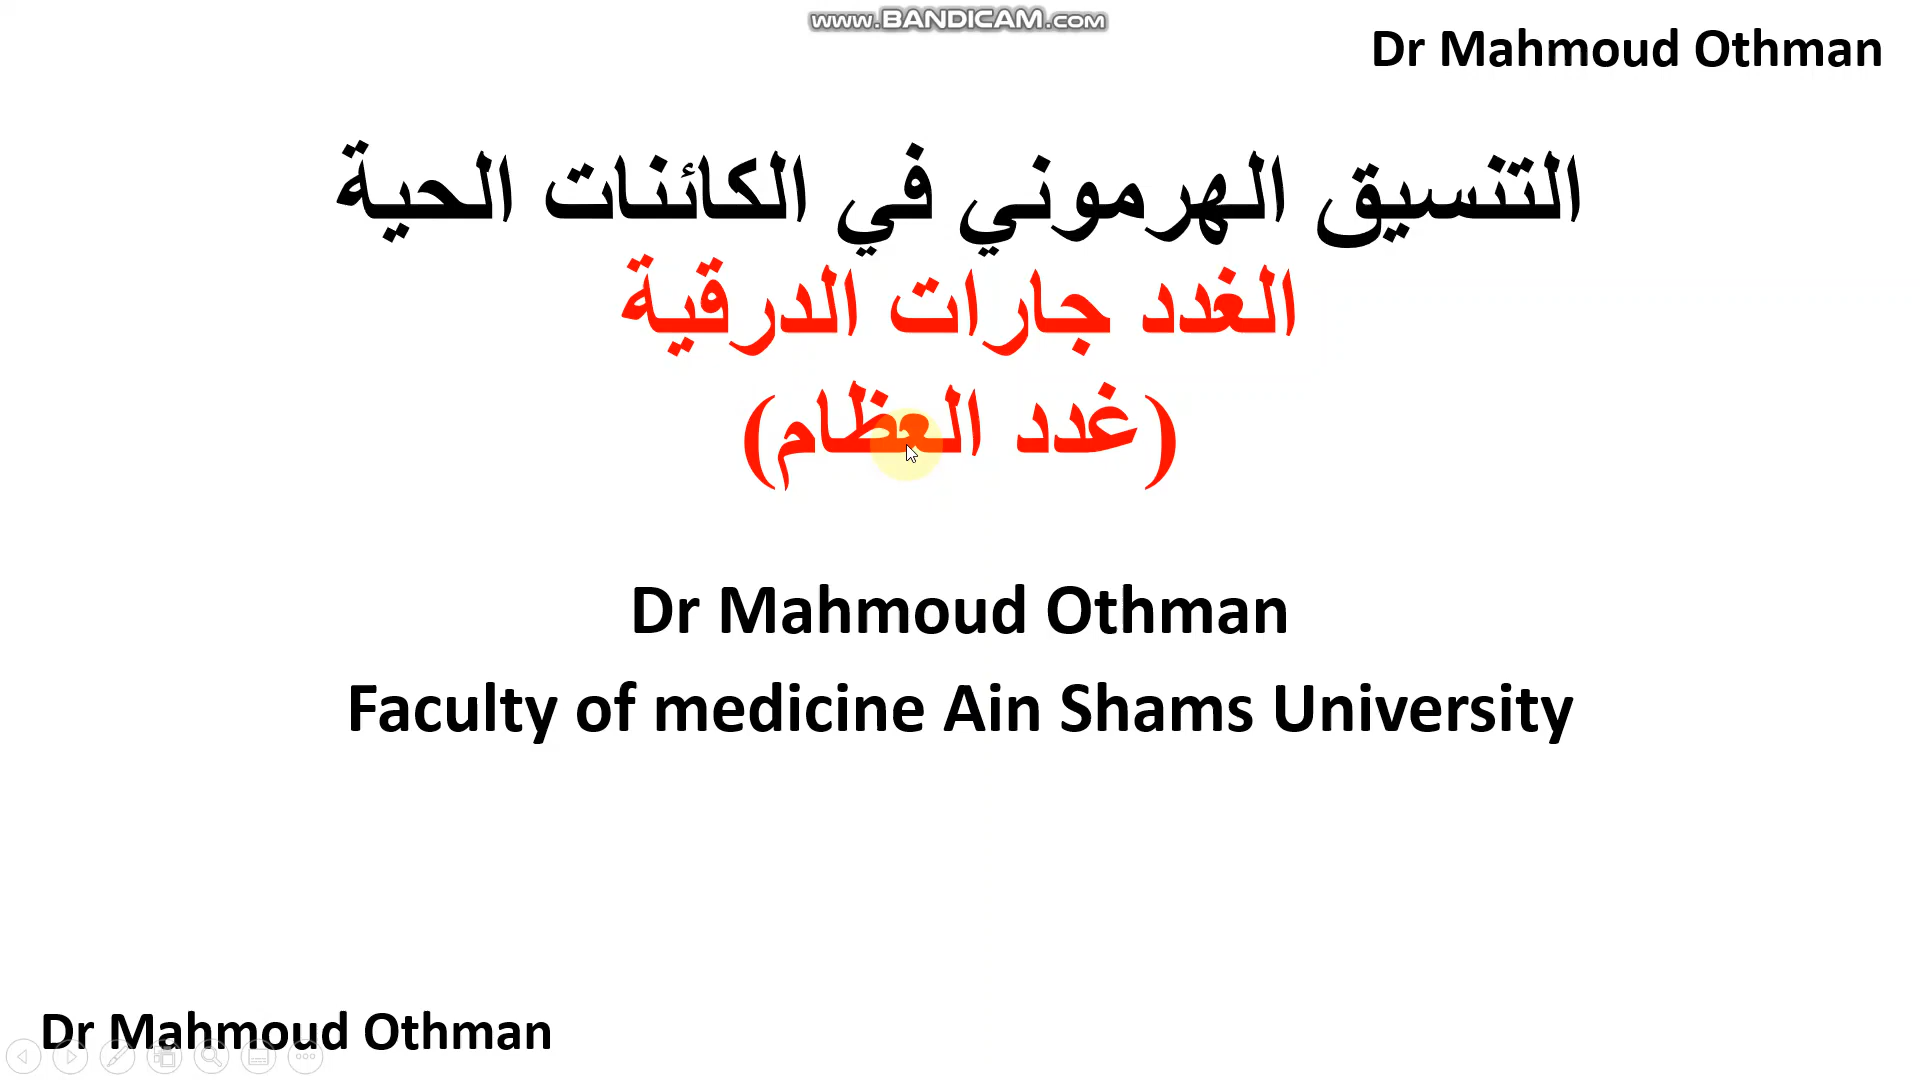 www.BANDICAM.com
Dr Mahmoud Othman
التنسيق الهرموني في الكائنات الحية
الغدد جارات الدرقية
(غدد العظام)
Dr Mahmoud Othman
Faculty of medicine Ain Shams University
Dr Mahmoud Othman